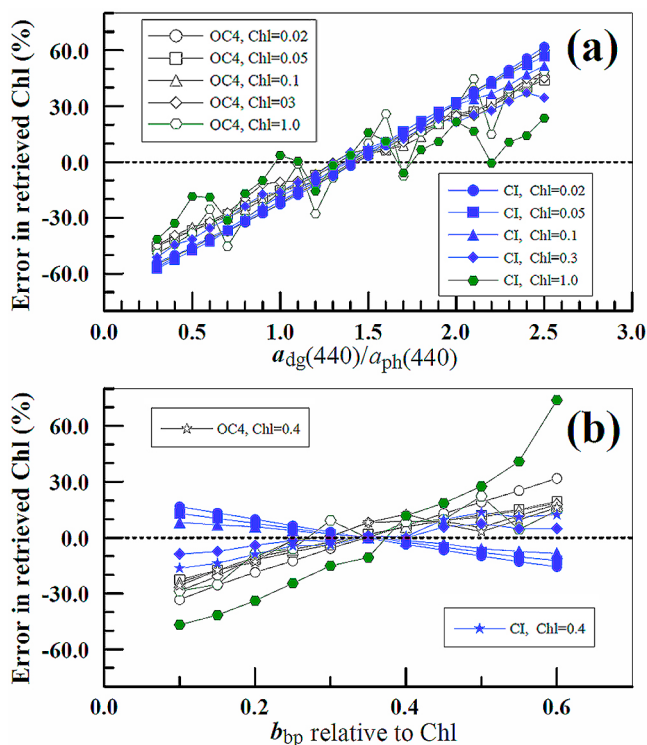 (a)
Error in retrieved Chl (%)
60.0
30.0
0.0
-30.0
-60.0
OC4, Chl=0.02
OC4, Chl=0.05
OC4, Chl=0.1
OC4, Chl=03
OC4, Chl=1.0
CI, Chl=0.02
CI, Chl=0.05
CI, Chl=0.1
CI, Chl=0.3
CI, Chl=1.0
0.0 0.5 1.0 1.5 2.0 2.5 3.0
adg(440)/aph(440)
(b)
Error in retrieved Chl (%)
60.0
30.0
0.0
-30.0
-60.0
OC4, Chl=0.4
CI, Chl=0.4
0.0 0.2 0.4 0.6
bbp relative to Chl